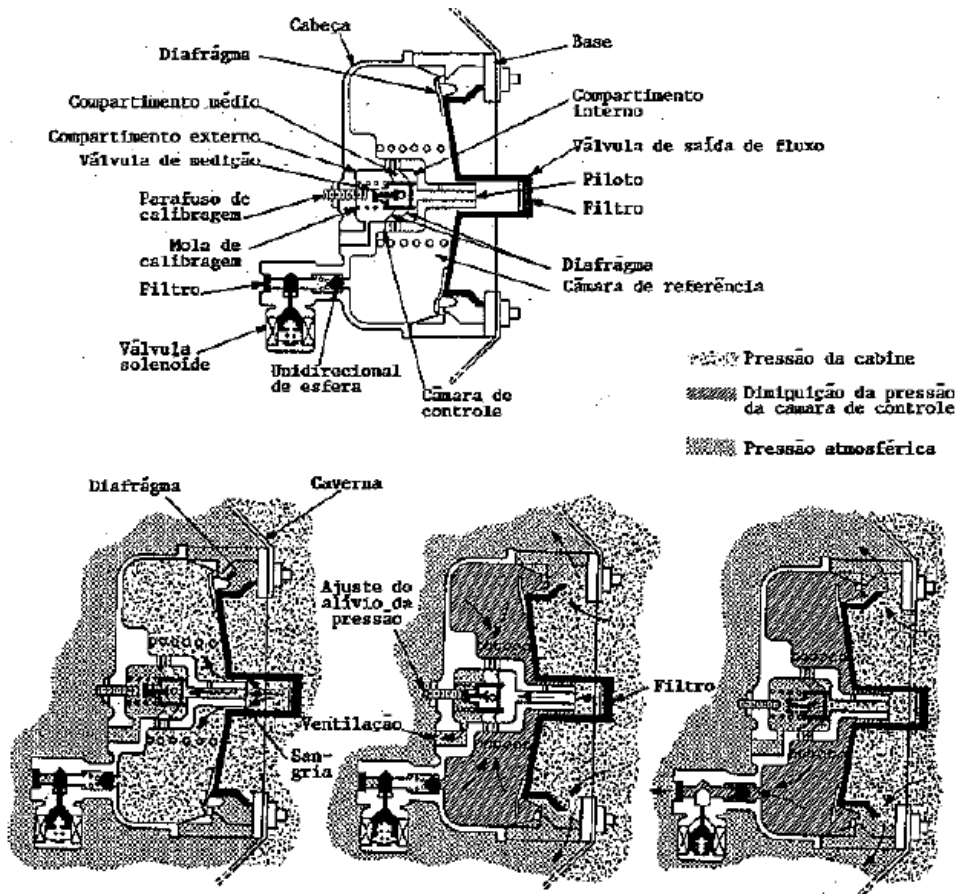 Cabeça
Diafrágma
Base
Compartimento médio
Compartimento
interno
Compartimento externo
Válvula de medição
Válvula de saída de fluxo
Parafuso de
calibragem
Piloto
Filtro
Mola de
calibragem
Diafrágma
Filtro
Câmara de referência
Válvula
solenoide
Unidirecional
de esfera
Câmara de
controle
Pressão da cabine
Dimiquição da pressão
da câmara de controle
Pressão atmosférica
Diafrágma
Caverna
Ajuste do
alívio da
pressão
Filtro
Ventilação
San-
gria